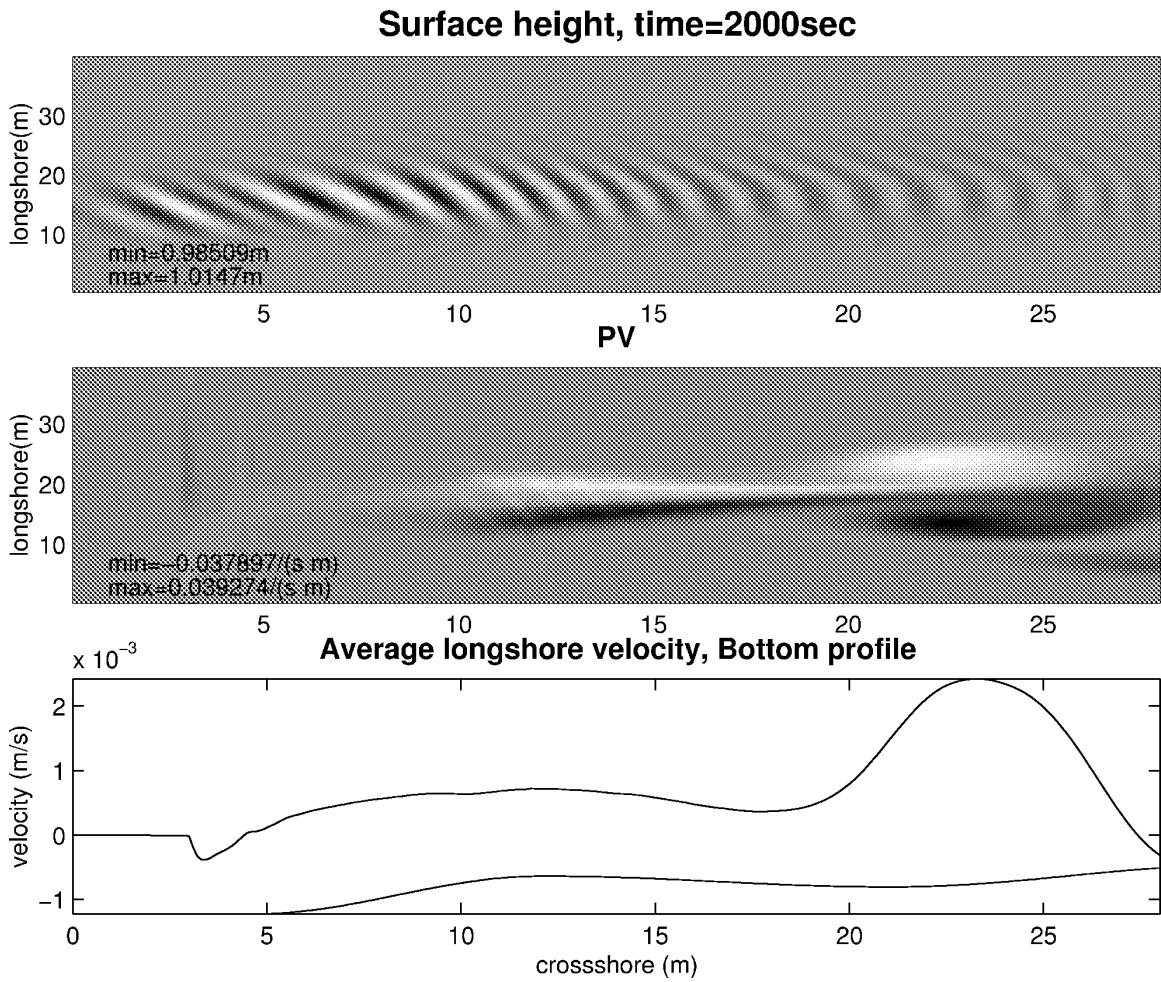 Surface height, time=2000sec
longshore(m)
30
20
10
min=0.98509m
max=1.0147m
5 10 15 20 25
PV
longshore(m)
30
20
10
min=−0.037897/(s m)
max=0.039274/(s m)
5 10 15 20 25
x 10−3
Average longshore velocity, Bottom profile
velocity (m/s)
2
1
0
−1
0 5 10 15 20 25
crossshore (m)